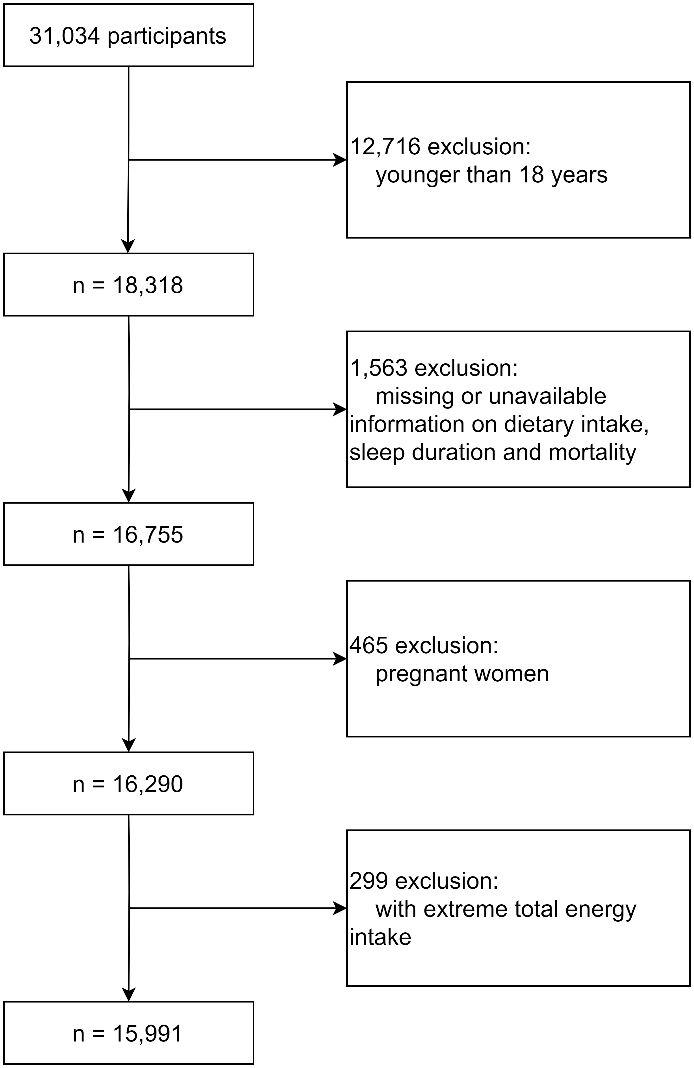 31,034 participants
12,716 exclusion:
younger than 18 years
n = 18,318
1,563 exclusion:
missing or unavailable
information on dietary intake,
sleep duration and mortality
n = 16,755
465 exclusion:
pregnant women
n = 16,290
299 exclusion:
with extreme total energy
intake
n = 15,991